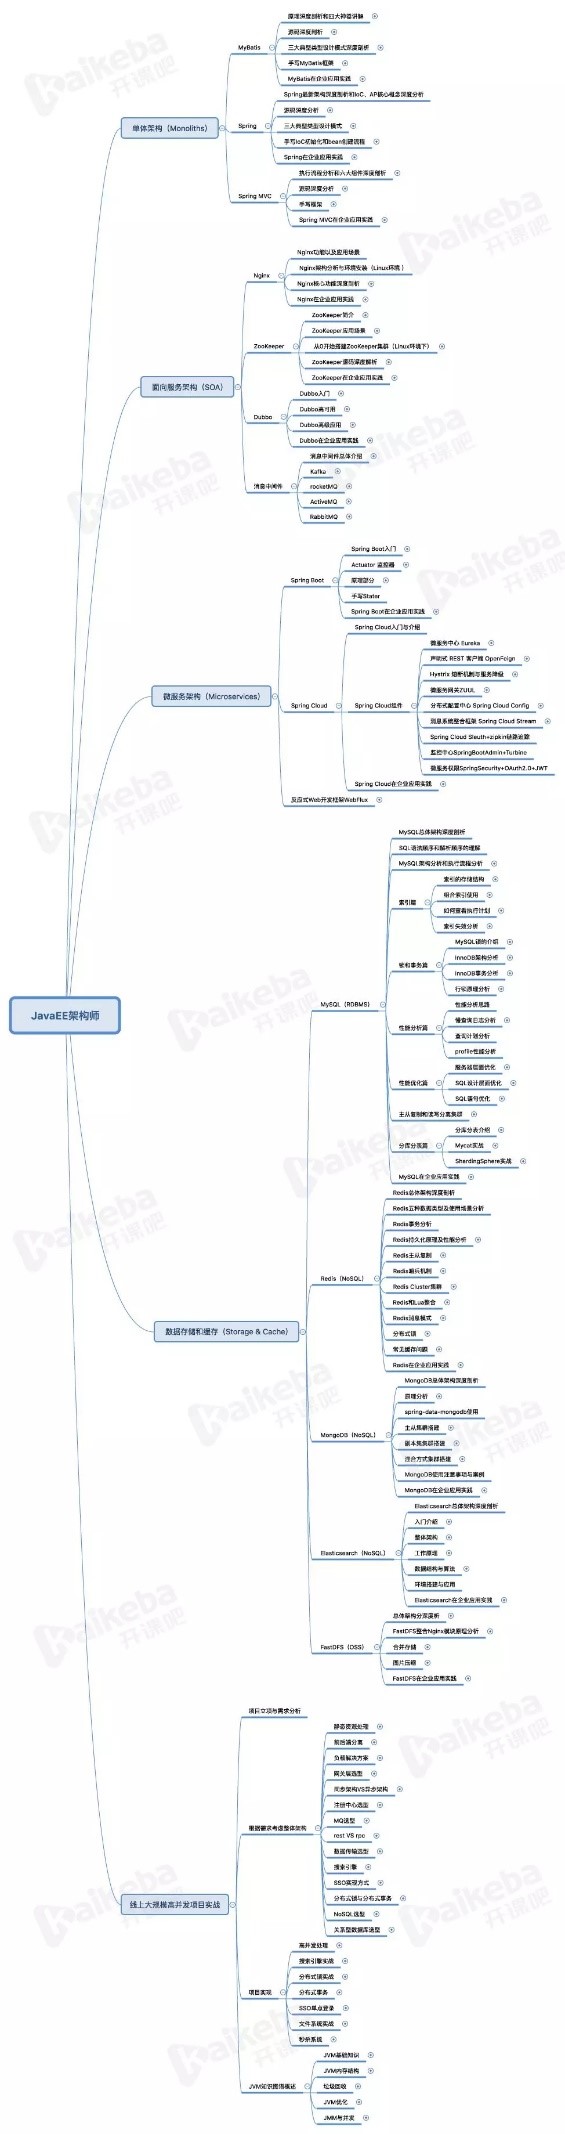 原理深度剖析和四大神器讲解
源码深度剖析
MyBatis
三大典型类型设计模式深度剖析
手写MyBatis框架
MyBatis在企业应用实践
Spring最新架构深度剖析和IoC、AP核心概念深度分析
源码深度分析
单体架构（Monoliths）
Spring
三大典型类型设计模式
手写IoC初始化和bean创建流程
Spring在企业应用实践
执行流程分析和六大组件深度剖析
源码深度分析
Spring MVC
手写框架
Spring MVC在企业应用实践
Nginx功能以及应用场景
Nginx架构分析与环境安装（Linux环境）
Nginx
Nginx核心功能深度剖析
Nginx在企业应用实践
ZooKeeper简介
ZooKeeper应用场景
ZooKeeper
从0开始搭建ZooKeeper集群（Linux环境下）
ZooKeeper源码深度解析
ZooKeeper在企业应用实践
面向服务架构（SOA）
Dubbo入门
Dubbo高可用
Dubbo
Dubbo高级应用
Dubbo在企业应用实践
消息中间件总体介绍
Kafka
消息中间件
rocketMQ
ActiveMQ
RabbitMQ
Spring Boot入门
Actuator 监控器
Spring Boot
原理部分
手写Stater
Spring Boot在企业应用实践
Spring Cloud入门与介绍
微服务中心 Eureka
声明式 REST 客户端 OpenFeign
Hystrix 熔断机制与服务降级
微服务网关ZUUL
微服务架构（Microservices）
Spring Cloud
Spring Cloud组件
分布式配置中心 Spring Cloud Config
消息系统整合框架 Spring Cloud Stream
Spring Cloud Sleuth+zipkin链路追踪
监控中心SpringBootAdmin+Turbine
微服务权限SpringSecurity+OAuth2.0+JWT
Spring Cloud在企业应用实践
反应式Web开发框架WebFlux
MySQL总体架构深度剖析
SQL语法顺序和解析顺序的理解
MySQL架构分析和执行流程分析
索引的存储结构
组合索引使用
索引篇
如何查看执行计划
索引失效分析
MySQL锁的介绍
InnoDB架构分析
锁和事务篇
InnoDB事务分析
行锁原理分析
MySQL（RDBMS）
性能分析思路
慢查询日志分析
性能分析篇
查询计划分析
profile性能分析
服务器层面优化
性能优化篇
SQL设计层面优化
SQL语句优化
主从复制和读写分离集群
分库分表介绍
分库分表篇
Mycat实战
ShardingSphere实战
MySQL在企业应用实践
JavaEE架构师
Redis总体架构深度剖析
Redis五种数据类型及使用场景分析
Redis事务分析
Redis持久化原理及性能分析
Redis主从复制
Redis哨兵机制
Redis（NoSQL）
Redis Cluster集群
Redis和Lua整合
Redis消息模式
分布式锁
常见缓存问题
Redis在企业应用实践
数据存储和缓存（Storage & Cache）
MongoDB总体架构深度剖析
原理分析
spring-data-mongodb使用
主从集群搭建
MongoDB（NoSQL）
副本集集群搭建
混合方式集群搭建
MongoDB使用注意事项与案例
MongoDB在企业应用实践
Elasticsearch总体架构深度剖析
入门介绍
整体架构
Elasticsearch（NoSQL）
工作原理
数据结构与算法
环境搭建与应用
Elasticsearch在企业应用实践
总体架构分深度析
FastDFS整合Nginx模块原理分析
FastDFS（OSS）
合并存储
图片压缩
FastDFS在企业应用实践
项目立项与需求分析
静态资源处理
前后端分离
负载解决方案
网关层选型
同步架构VS异步架构
注册中心选型
根据需求考虑整体架构
MQ选型
rest VS rpc
数据传输选型
搜索引擎
SSO实现方式
分布式锁与分布式事务
NoSQL选型
关系型数据库选型
线上大规模高并发项目实战
高并发处理
搜索引擎实战
分布式锁实战
项目实现
分布式事务
SSO单点登录
文件系统实战
秒杀系统
JVM基础知识
JVM内存结构
JVM知识图谱概述
垃圾回收
JVM优化
JMM与并发